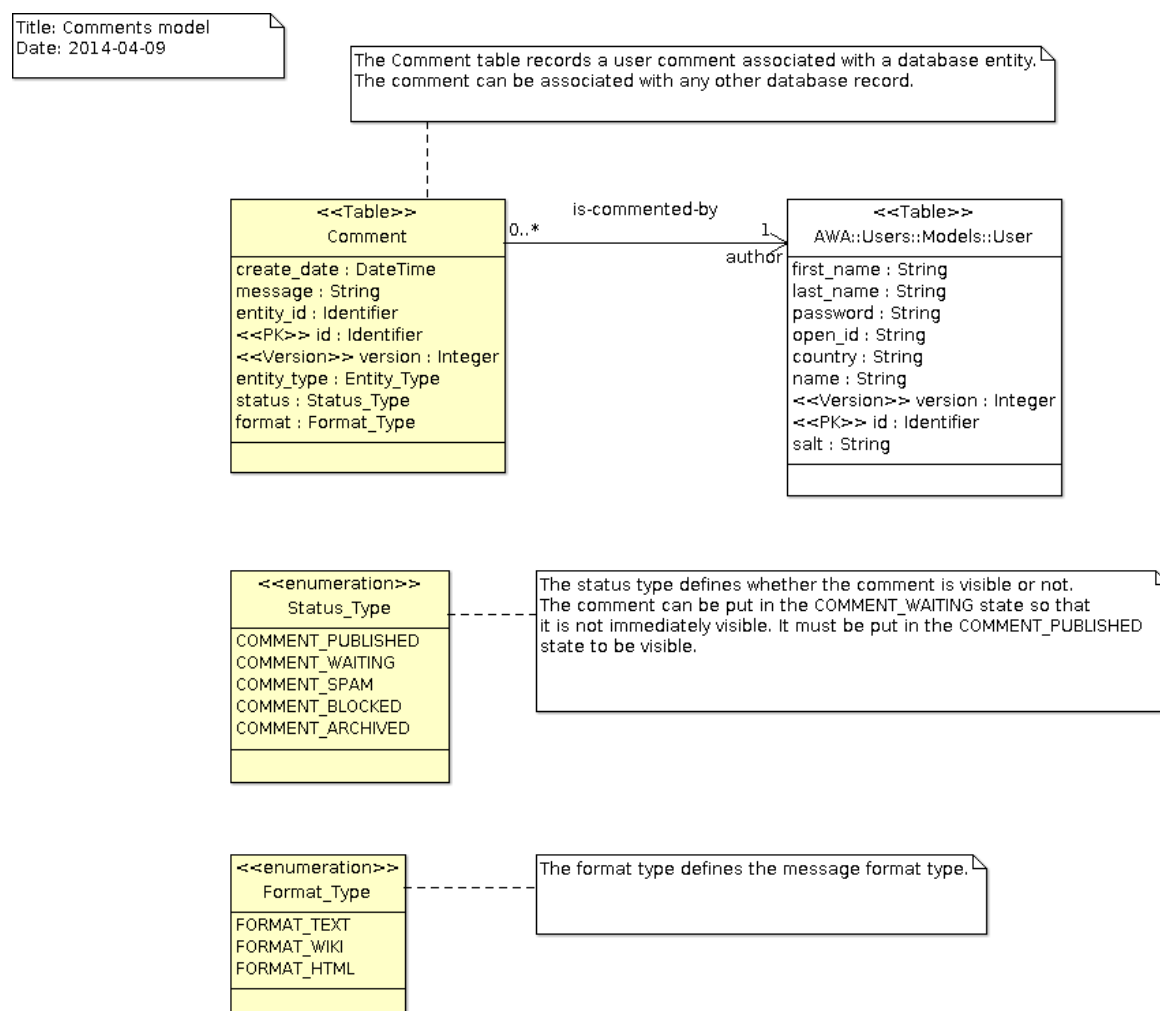 Title: Comments model
Date: 2014-04-09
The Comment table records a user comment associated with a database entity.
The comment can be associated with any other database record.
<<Table>>
Comment
create_date : DateTime
message : String
entity_id : Identifier
<<PK>> id : Identifier
<<Version>> version : Integer
entity_type : Entity_Type
status : Status_Type
format : Format_Type
is-commented-by
0..*
1
author
<<Table>>
AWA::Users::Models::User
first_name : String
last_name : String
password : String
open_id : String
country : String
name : String
<<Version>> version : Integer
<<PK>> id : Identifier
salt : String
<<enumeration>>
Status_Type
COMMENT_PUBLISHED
COMMENT_WAITING
COMMENT_SPAM
COMMENT_BLOCKED
COMMENT_ARCHIVED
The status type defines whether the comment is visible or not.
The comment can be put in the COMMENT_WAITING state so that
it is not immediately visible. It must be put in the COMMENT_PUBLISHED
state to be visible.
<<enumeration>>
Format_Type
FORMAT_TEXT
FORMAT_WIKI
FORMAT_HTML
The format type defines the message format type.